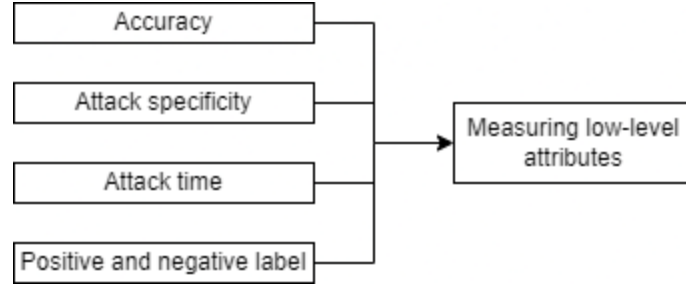 Accuracy
Attack specificity
Attack time
Positive and negative label
Measuring low-level
attributes